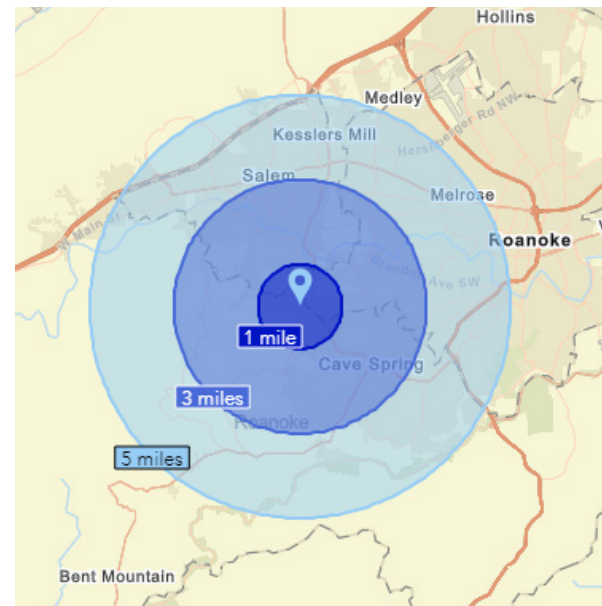 Hollins
Medley
Hershberger Rd NW
Kesslers Mill
Salem
Melrose
W Main St
Roanoke
Brandon Ave SW
1 mile
Cave Spring
3 miles
Roanoke
5 miles
Bent Mountain